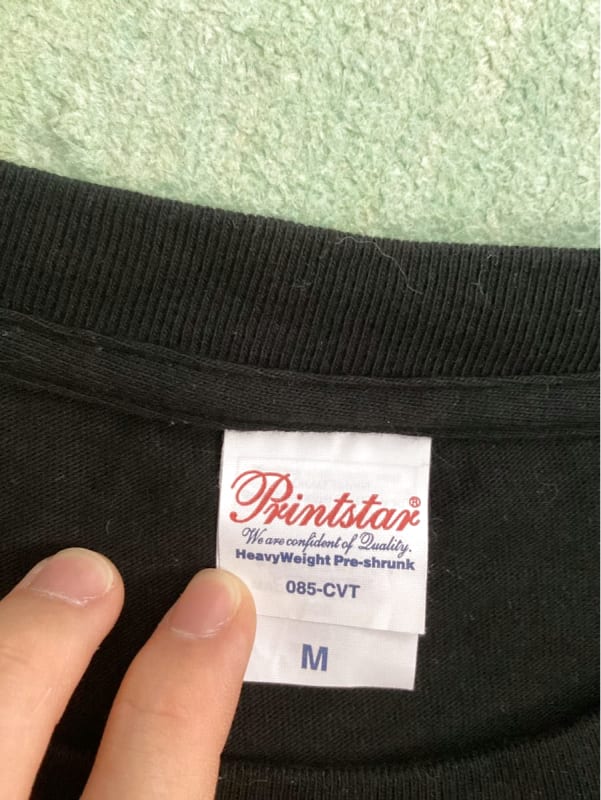 Printstar®
We are confident of Quality.
HeavyWeight Pre-shrunk
085-CVT
M